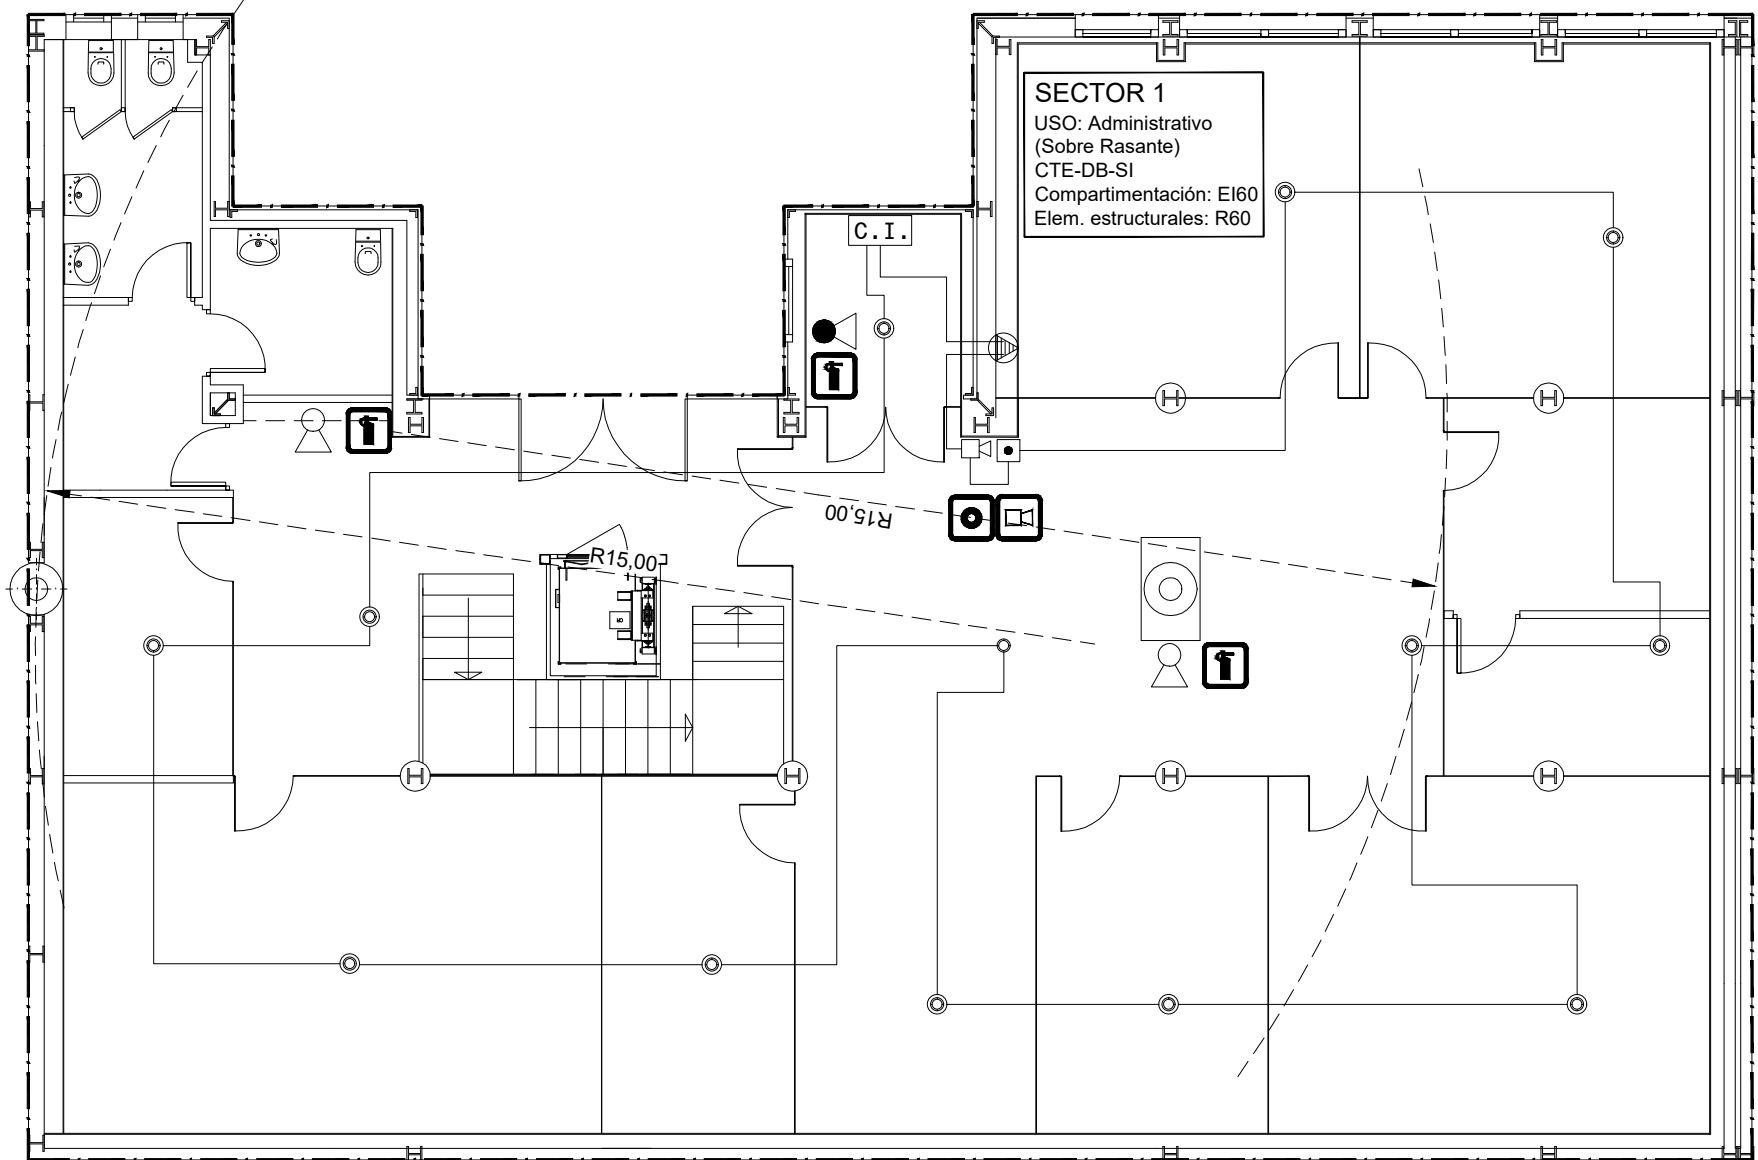 SECTOR 1
USO: Administrativo
(Sobre Rasante)
CTE-DB-SI
Compartimentación: EI60
Elem. estructurales: R60
C.I.
R15,00
R15,00